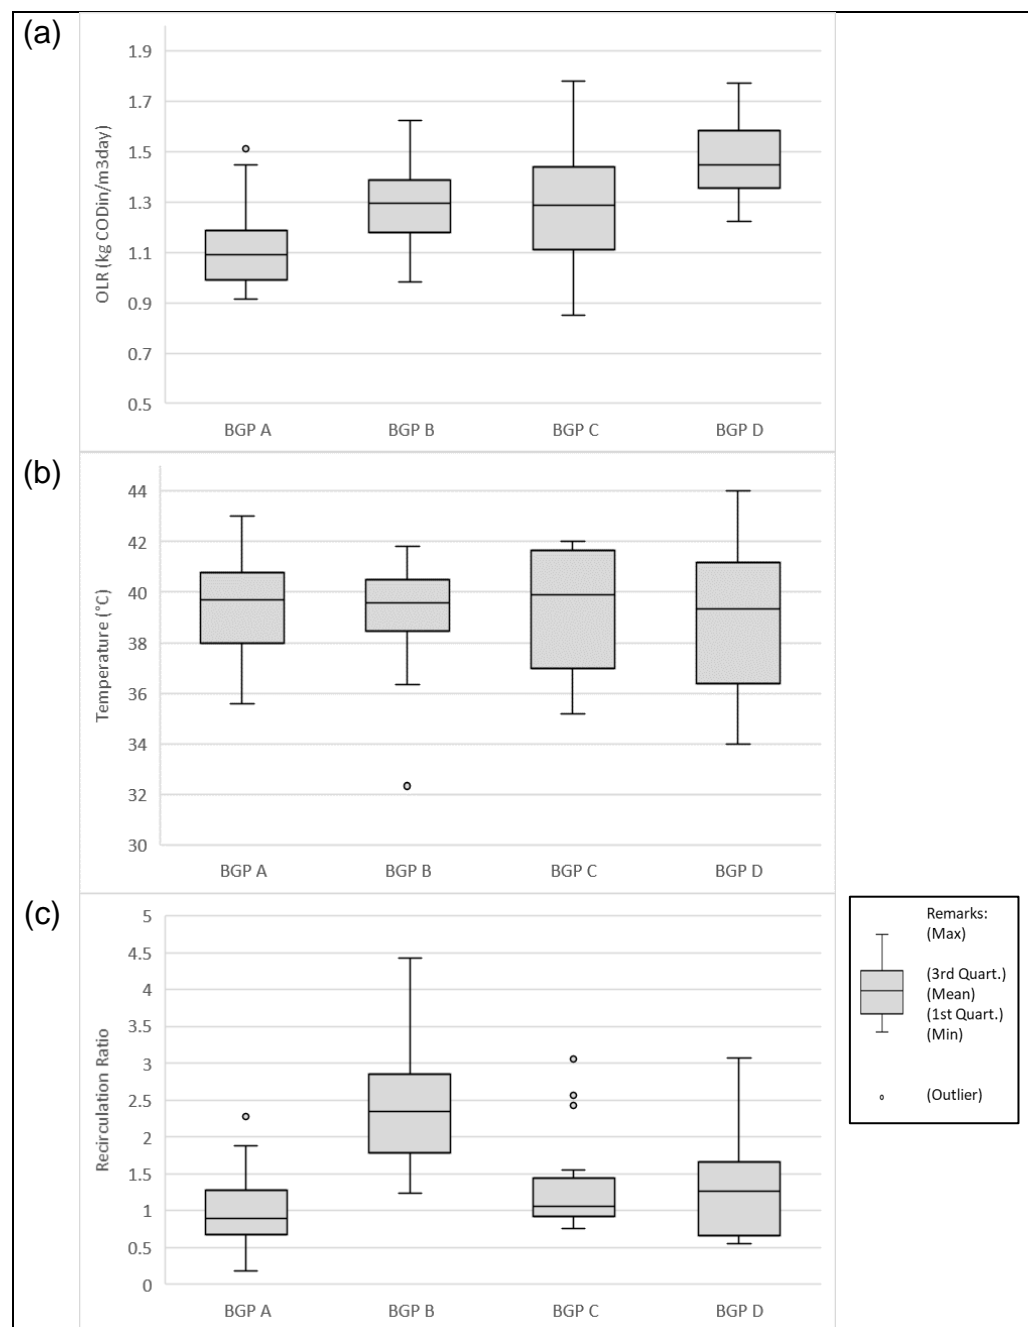 (a)
OLR (kg CODin/m3day)
1.9
1.7
1.5
1.3
1.1
0.9
0.7
0.5
BGP A BGP B BGP C BGP D
(b)
Temperature (°C)
44
42
40
38
36
34
32
30
BGP A BGP B BGP C BGP D
(c)
Recirculation Ratio
5
4.5
4
3.5
3
2.5
2
1.5
1
0.5
0
BGP A BGP B BGP C BGP D
Remarks:
(Max)
(3rd Quart.)
(Mean)
(1st Quart.)
(Min)
(Outlier)